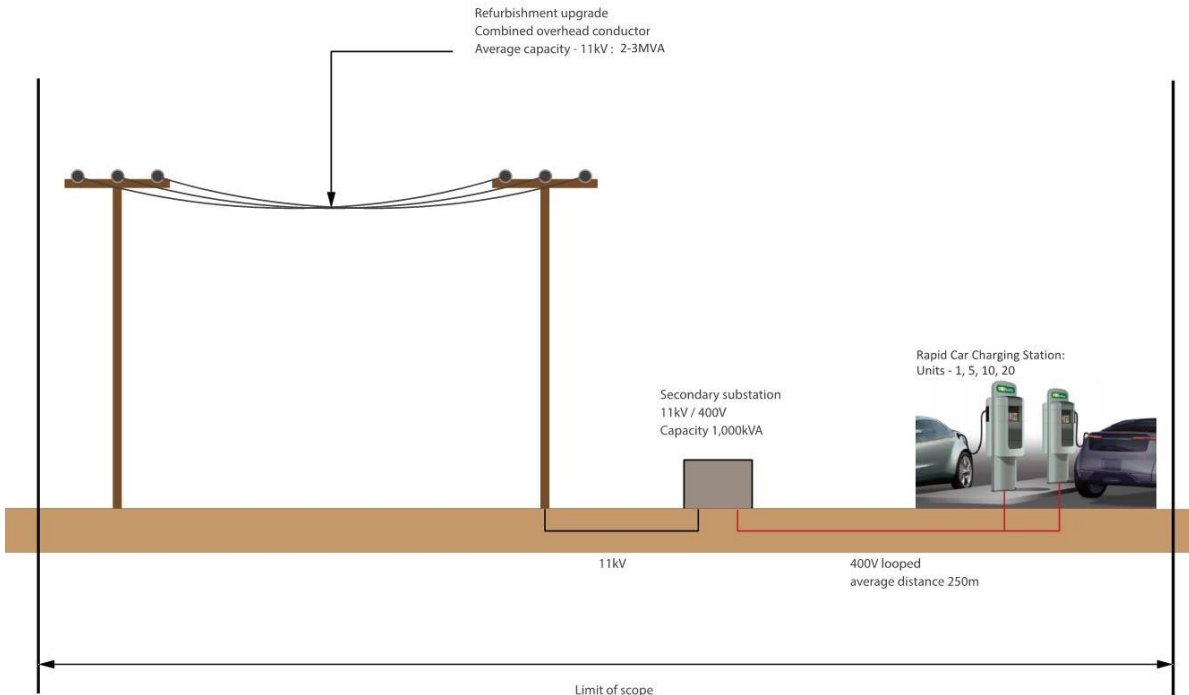 Refurbishment upgrade
Combined overhead conductor
Average capacity - 11kV : 2-3MVA
Rapid Car Charging Station:
Units - 1, 5, 10, 20
Secondary substation
11kV / 400V
Capacity 1,000kVA
11kV
400V looped
average distance 250m
Limit of scope